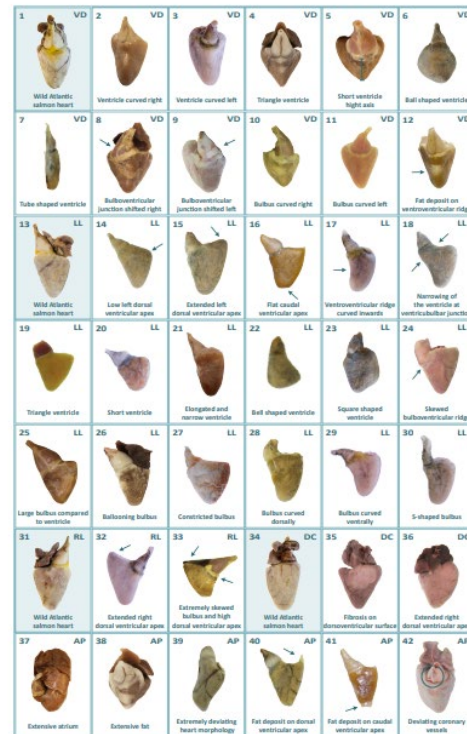 1 VD
Wild Atlantic
salmon heart
2 VD
Ventricle curved right
3 VD
Ventricle curved left
4 VD
Triangle ventricle
5 VD
Short ventricle
hight axis
6 VD
Ball shaped ventricle
7 VD
Tube shaped ventricle
8 VD
Bulboventricular
junction shifted right
9 VD
Bulboventricular
junction shifted left
10 VD
Bulbus curved right
11 VD
Bulbus curved left
12 VD
Fat deposit on
ventroventricular ridge
13 LL
Wild Atlantic
salmon heart
14 LL
Low left dorsal
ventricular apex
15 LL
Extended left
dorsal ventricular apex
16 LL
Flat caudal
ventricular apex
17 LL
Ventroventricular ridge
curved inwards
18 LL
Narrowing of
the ventricle at
ventricubulbar junction
19 LL
Triangle ventricle
20 LL
Short ventricle
21 LL
Elongated and
narrow ventricle
22 LL
Bell shaped ventricle
23 LL
Square shaped
ventricle
24 LL
Skewed
bulboventricular ridge
25 LL
Large bulbus compared
to ventricle
26 LL
Ballooning bulbus
27 LL
Constricted bulbus
28 LL
Bulbus curved
dorsally
29 LL
Bulbus curved
ventrally
30 LL
S-shaped bulbus
31 RL
Wild Atlantic
salmon heart
32 RL
Extended right
dorsal ventricular apex
33 RL
Extremely skewed
bulbus and high
dorsal ventricular apex
34 DC
Wild Atlantic
salmon heart
35 DC
Fibrosis on
dorsoventricular surface
36 DC
Extended right
dorsal ventricular apex
37 AP
Extensive atrium
38 AP
Extensive fat
39 AP
Extremely deviating
heart morphology
40 AP
Fat deposit on dorsal
ventricular apex
41 AP
Fat deposit on caudal
ventricular apex
42 AP
Deviating coronary
vessels